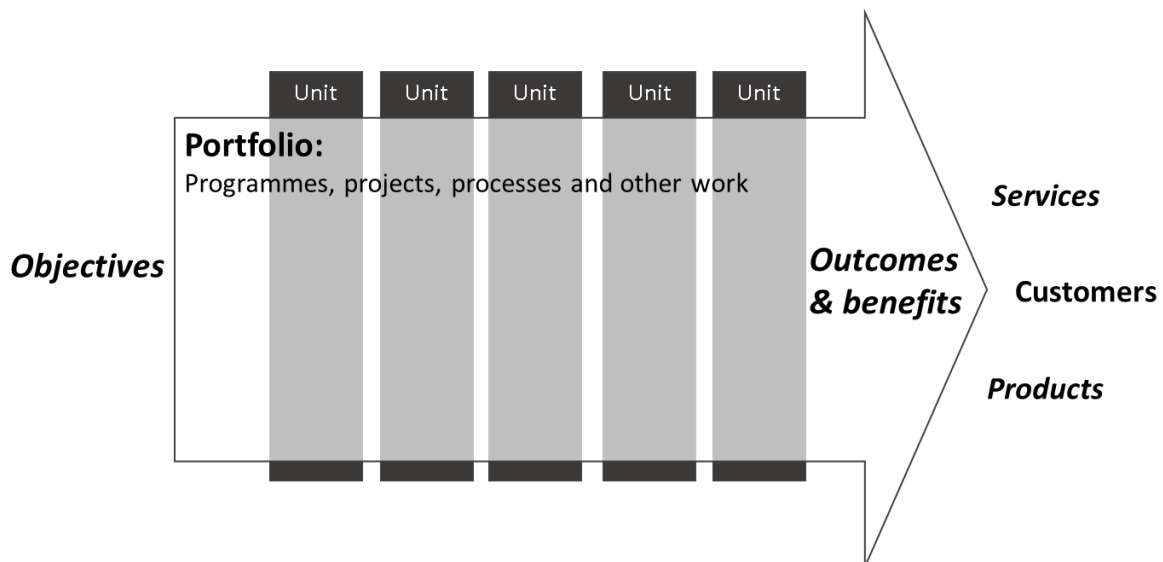 Unit
Unit
Unit
Unit
Unit
Portfolio:
Programmes, projects, processes and other work
Objectives
Outcomes
& benefits
Services
Customers
Products